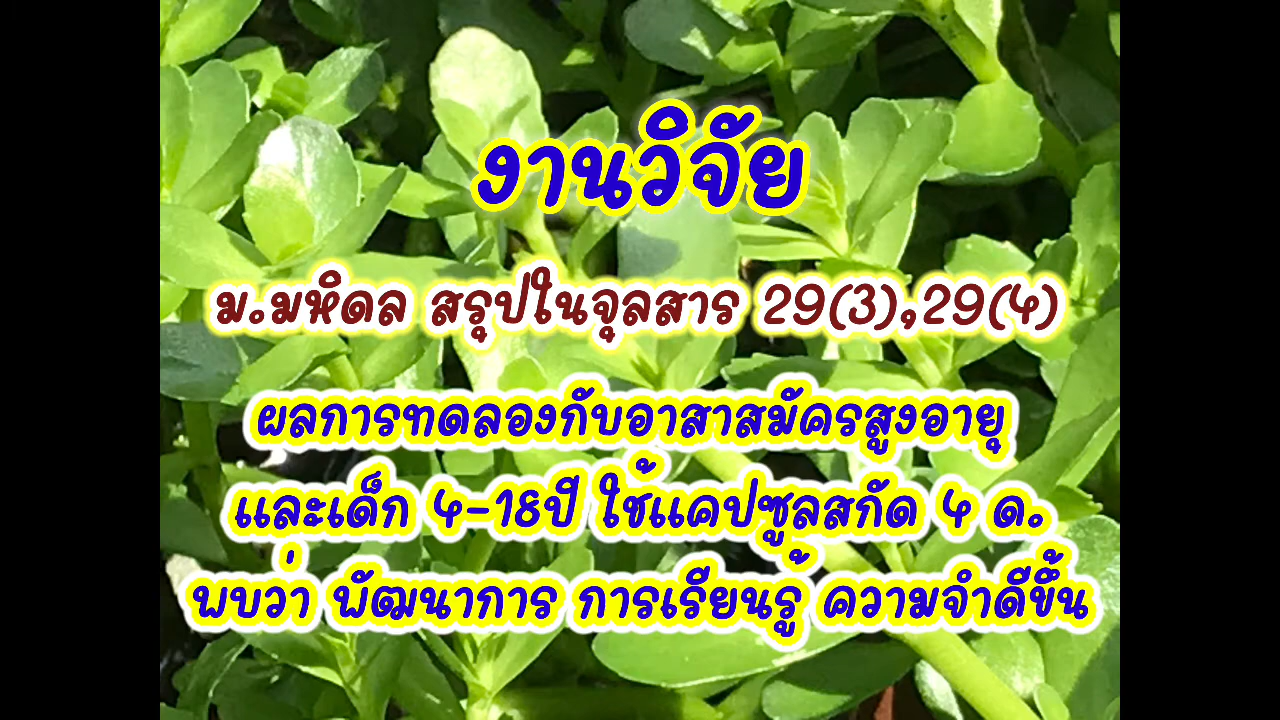 งานวิจัย
ม.มหิดล สรุปในจุลสาร 29(3),29(4)
ผลการทดลองกับอาสาสมัครสูงอายุ
และเด็ก 4-18ปี ใช้แคปซูลสกัด 4 ด.
พบว่า พัฒนาการ การเรียนรู้ ความจำดีขึ้น